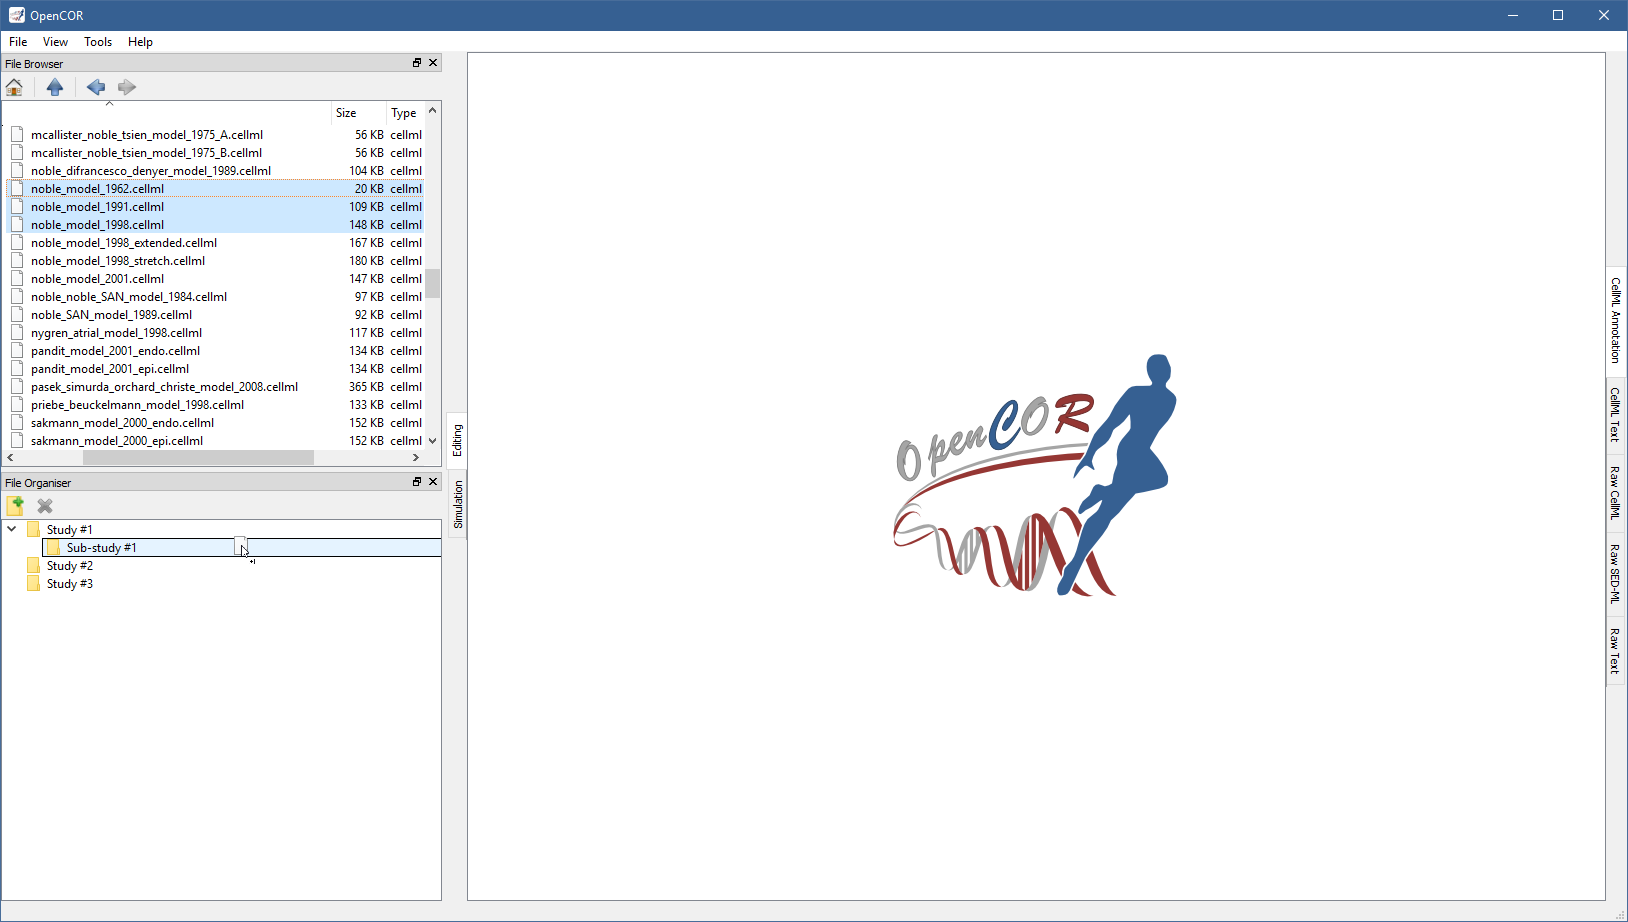 OpenCOR
File View Tools Help
File Browser
Size Type
mcallister_noble_tsien_model_1975_A.cellml 56 KB cellml
mcallister_noble_tsien_model_1975_B.cellml 56 KB cellml
noble_difrancesco_denyer_model_1989.cellml 104 KB cellml
noble_model_1962.cellml 20 KB cellml
noble_model_1991.cellml 109 KB cellml
noble_model_1998.cellml 148 KB cellml
noble_model_1998_extended.cellml 167 KB cellml
noble_model_1998_stretch.cellml 180 KB cellml
noble_model_2001.cellml 147 KB cellml
noble_noble_SAN_model_1984.cellml 97 KB cellml
noble_SAN_model_1989.cellml 92 KB cellml
nygren_atrial_model_1998.cellml 117 KB cellml
pandit_model_2001_endo.cellml 134 KB cellml
pandit_model_2001_epi.cellml 134 KB cellml
pasek_simurda_orchard_christe_model_2008.cellml 365 KB cellml
priebe_beuckelmann_model_1998.cellml 133 KB cellml
sakmann_model_2000_endo.cellml 152 KB cellml
sakmann_model_2000_epi.cellml 152 KB cellml
File Organiser
Study #1
Sub-study #1
Study #2
Study #3
Editing
Simulation
OpenCOR
CellML Annotation
CellML Text
Raw CellML
Raw SED-ML
Raw Text